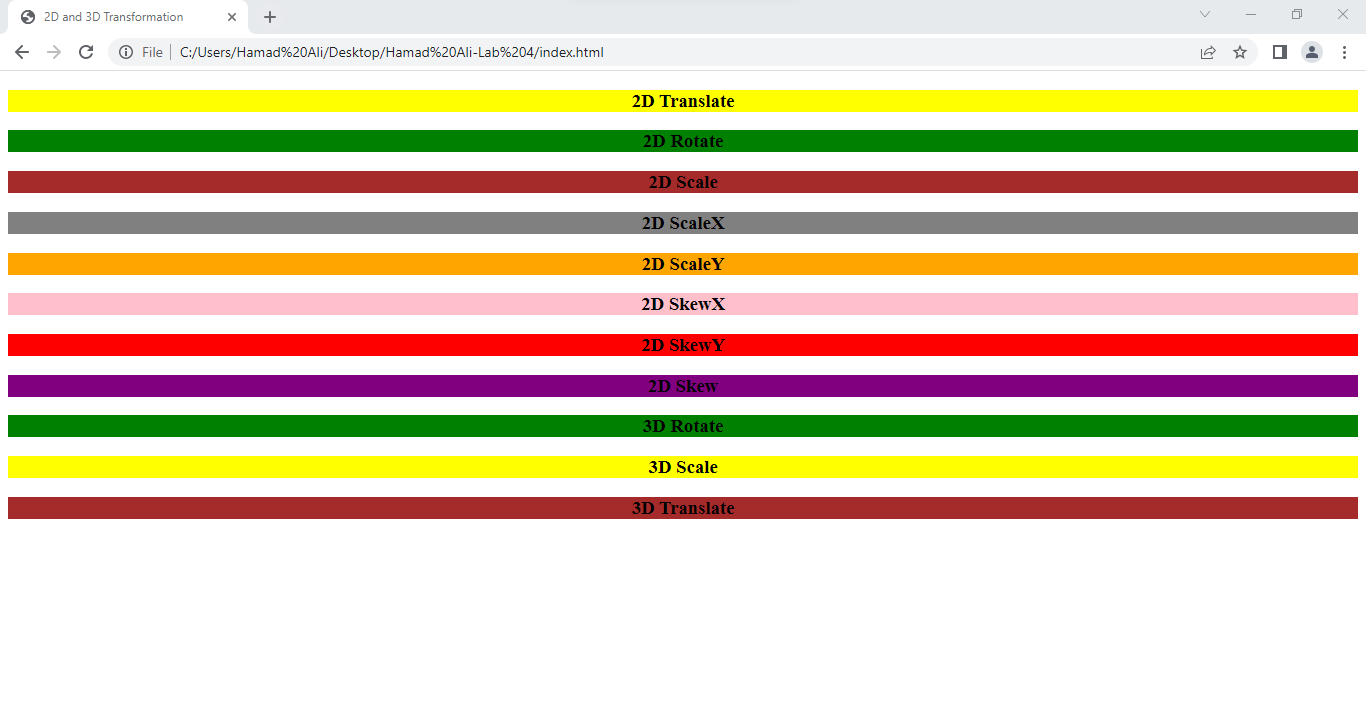 2D and 3D Transformation
File C:/Users/Hamad%20Ali/Desktop/Hamad%20Ali-Lab%204/index.html
2D Translate
2D Rotate
2D Scale
2D ScaleX
2D ScaleY
2D SkewX
2D SkewY
2D Skew
3D Rotate
3D Scale
3D Translate